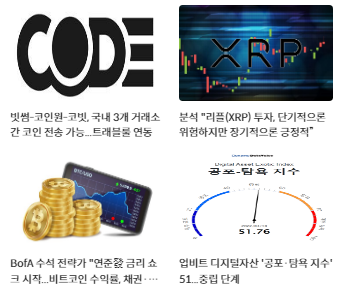 CODE
XRP
빗썸-코인원-코빗, 국내 3개 거래소
간 코인 전송 가능...트래블룰 연동
분석 "리플(XRP) 투자, 단기적으론
위험하지만 장기적으론 긍정적”
Digital Asset Exotic Index
공포-탐욕 지수
51.76
BofA 수석 전략가 "연준發 금리 쇼
크 시작...비트코인 수익률, 채권·...
업비트 디지털자산 '공포·탐욕 지수'
51...중립 단계